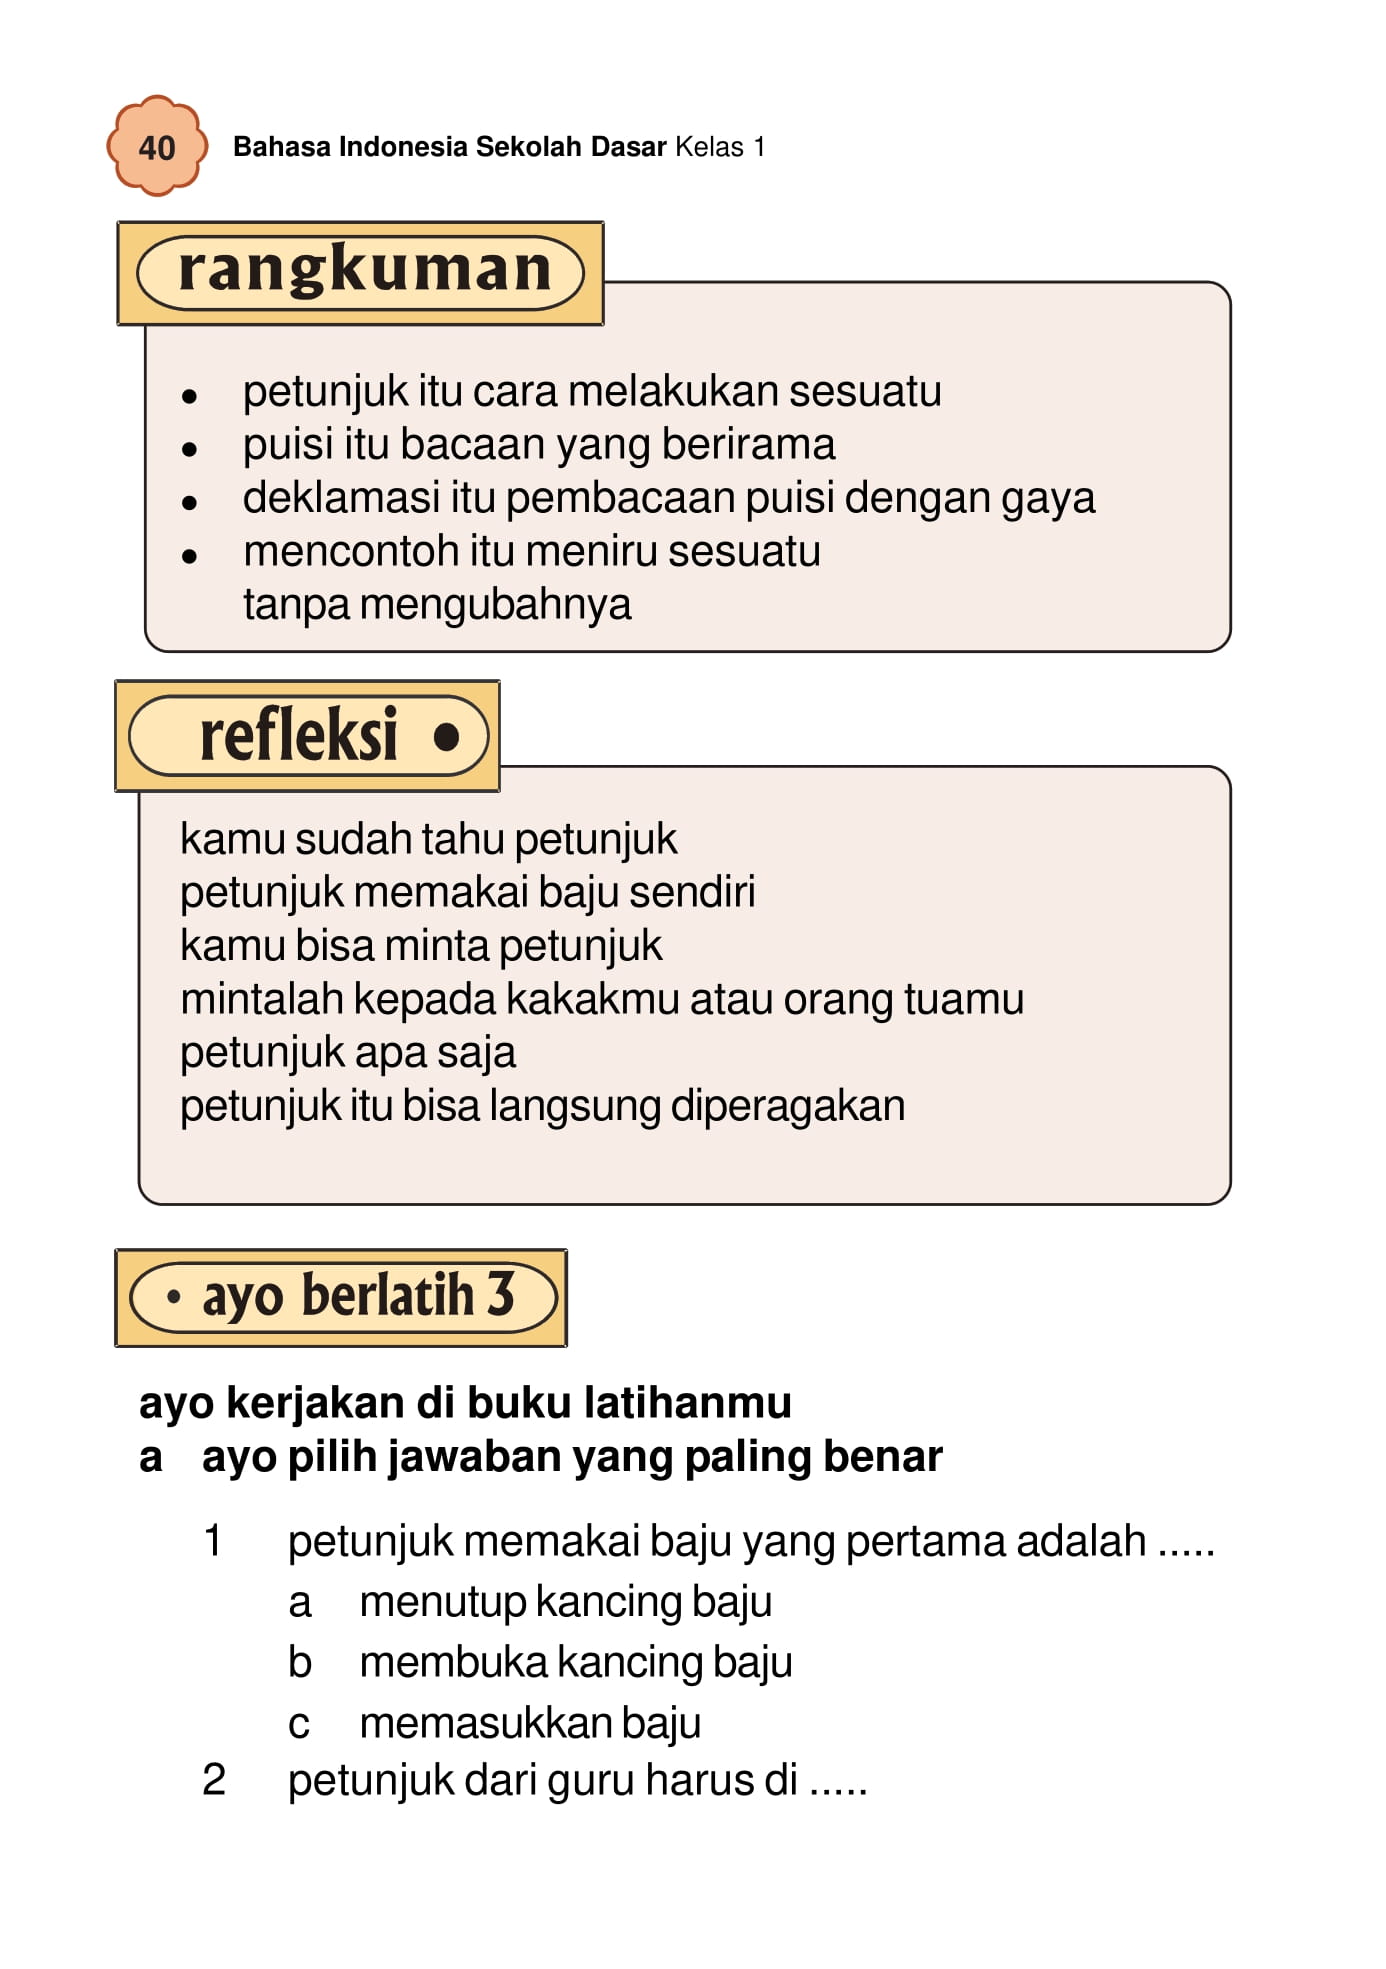 40
Bahasa Indonesia Sekolah Dasar Kelas 1
rangkuman
• petunjuk itu cara melakukan sesuatu
• puisi itu bacaan yang berirama
• deklamasi itu pembacaan puisi dengan gaya
• mencontoh itu meniru sesuatu
tanpa mengubahnya
refleksi •
kamu sudah tahu petunjuk
petunjuk memakai baju sendiri
kamu bisa minta petunjuk
mintalah kepada kakakmu atau orang tuamu
petunjuk apa saja
petunjuk itu bisa langsung diperagakan
• ayo berlatih 3
ayo kerjakan di buku latihanmu
a ayo pilih jawaban yang paling benar
1 petunjuk memakai baju yang pertama adalah .....
a menutup kancing baju
b membuka kancing baju
c memasukkan baju
2 petunjuk dari guru harus di .....